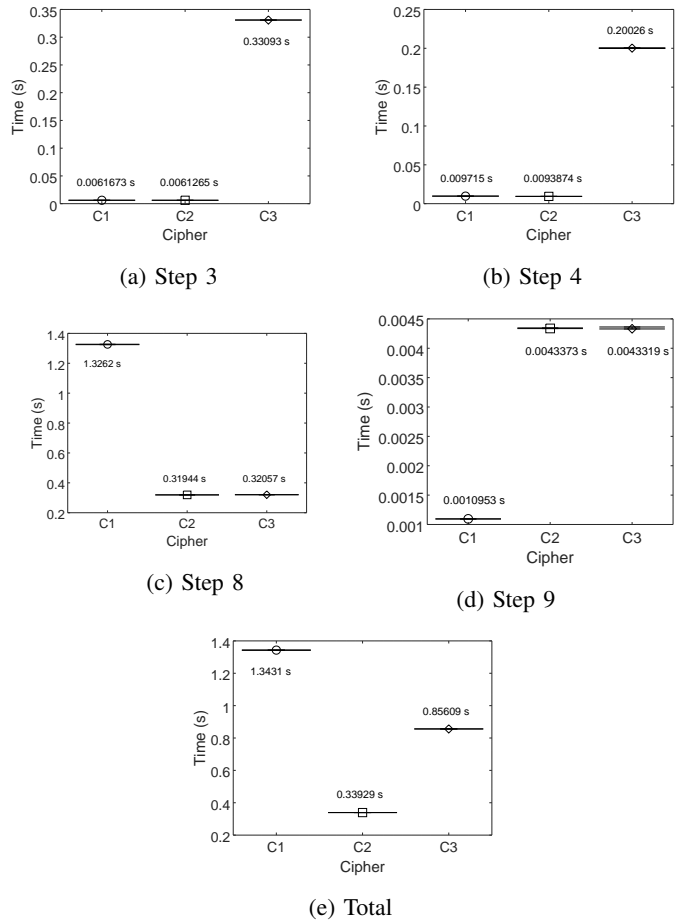 0.35
0.3
0.25
0.2
0.15
0.1
0.05
0
Time (s)
0.33093 s
0.0061673 s
0.0061265 s
C1 C2 C3
Cipher
(a) Step 3
0.25
0.2
0.15
0.1
0.05
0
Time (s)
0.20026 s
0.009715 s
0.0093874 s
C1 C2 C3
Cipher
(b) Step 4
1.4
1.2
1
0.8
0.6
0.4
0.2
Time (s)
1.3262 s
0.31944 s
0.32057 s
C1 C2 C3
Cipher
(c) Step 8
0.0045
0.004
0.0035
0.003
0.0025
0.002
0.0015
0.001
Time (s)
0.0043373 s
0.0043319 s
0.0010953 s
C1 C2 C3
Cipher
(d) Step 9
1.4
1.2
1
0.8
0.6
0.4
0.2
Time (s)
1.3431 s
0.85609 s
0.33929 s
C1 C2 C3
Cipher
(e) Total